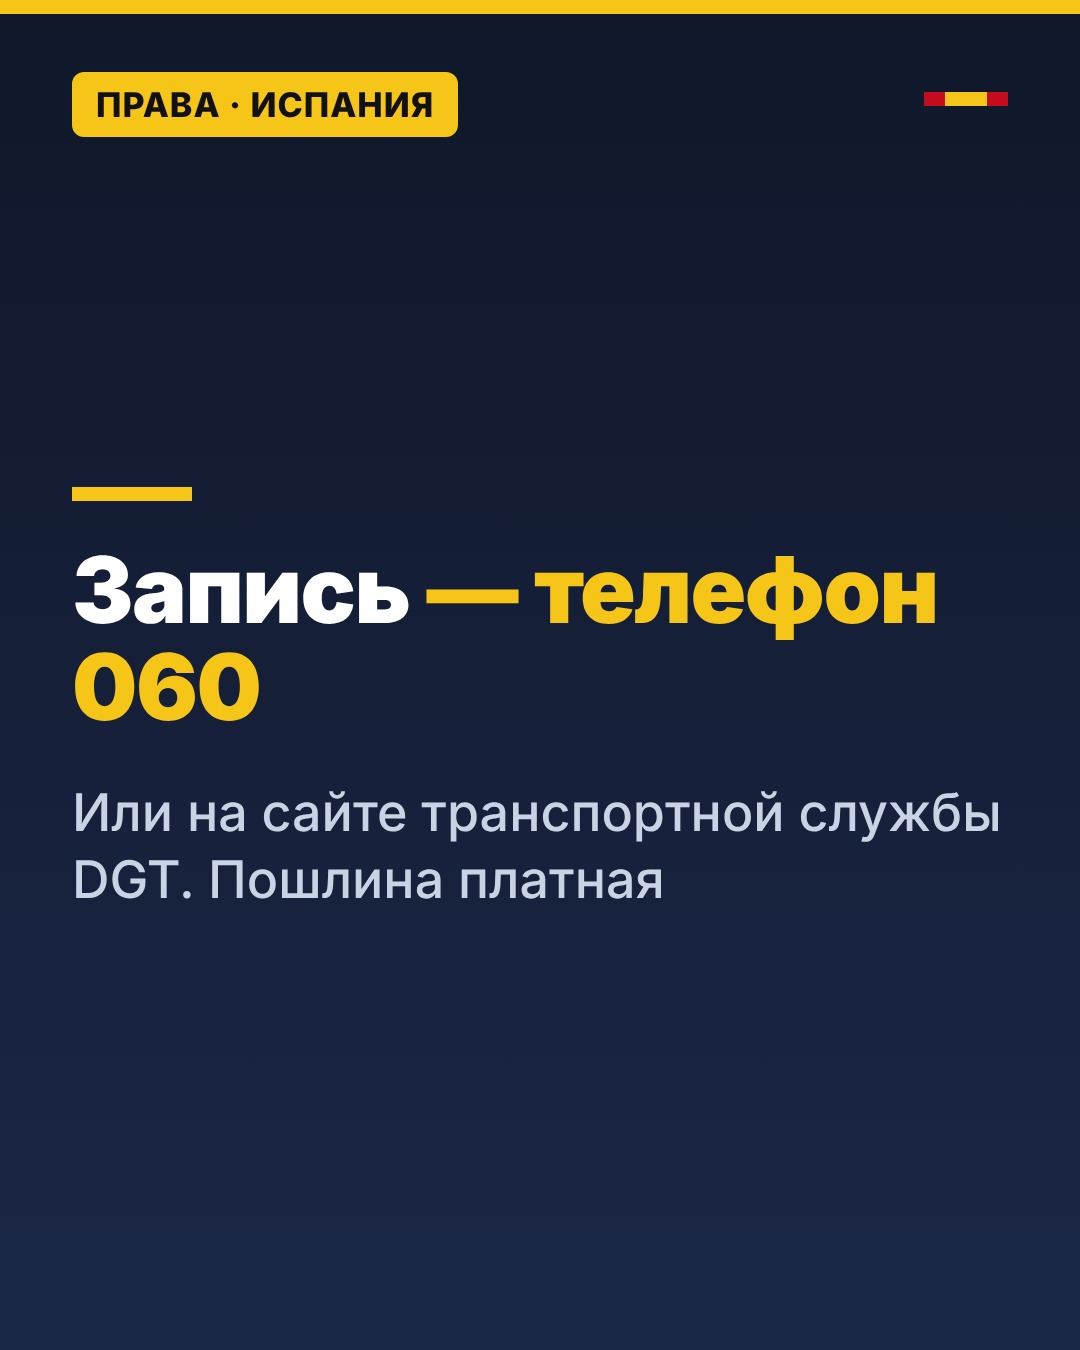 ПРАВА · ИСПАНИЯ
Запись — телефон
060
Или на сайте транспортной службы
DGT. Пошлина платная